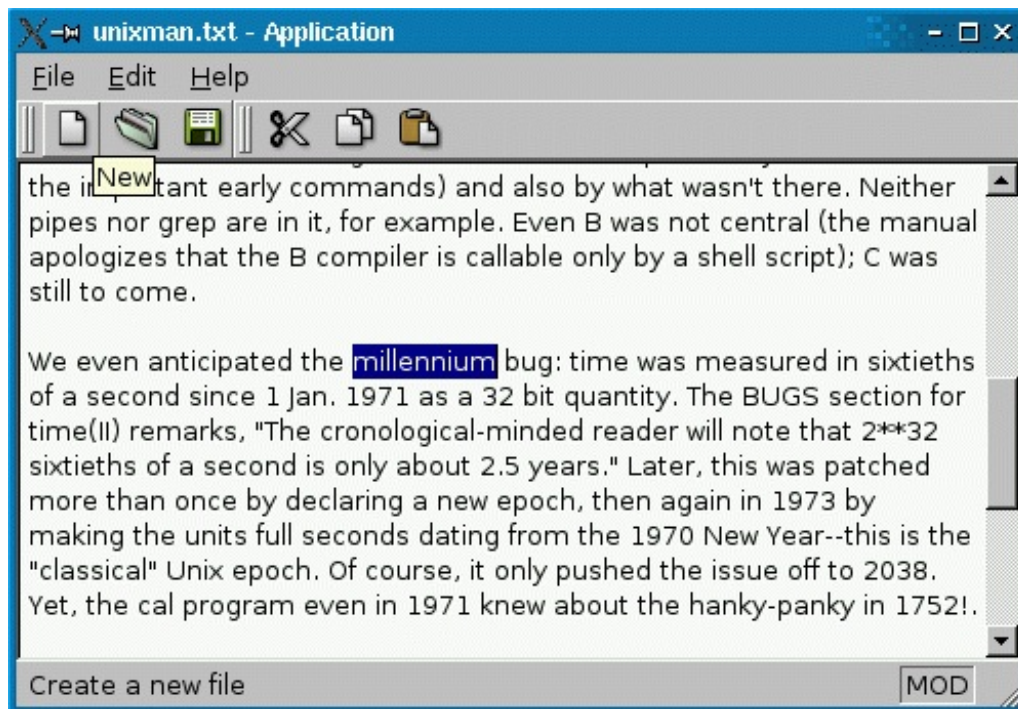 unixman.txt - Application
File Edit Help
New
the important early commands) and also by what wasn't there. Neither
pipes nor grep are in it, for example. Even B was not central (the manual
apologizes that the B compiler is callable only by a shell script); C was
still to come.
We even anticipated the millennium bug: time was measured in sixtieths
of a second since 1 Jan. 1971 as a 32 bit quantity. The BUGS section for
time(II) remarks, "The cronological-minded reader will note that 2**32
sixtieths of a second is only about 2.5 years." Later, this was patched
more than once by declaring a new epoch, then again in 1973 by
making the units full seconds dating from the 1970 New Year--this is the
"classical" Unix epoch. Of course, it only pushed the issue off to 2038.
Yet, the cal program even in 1971 knew about the hanky-panky in 1752!.
Create a new file MOD